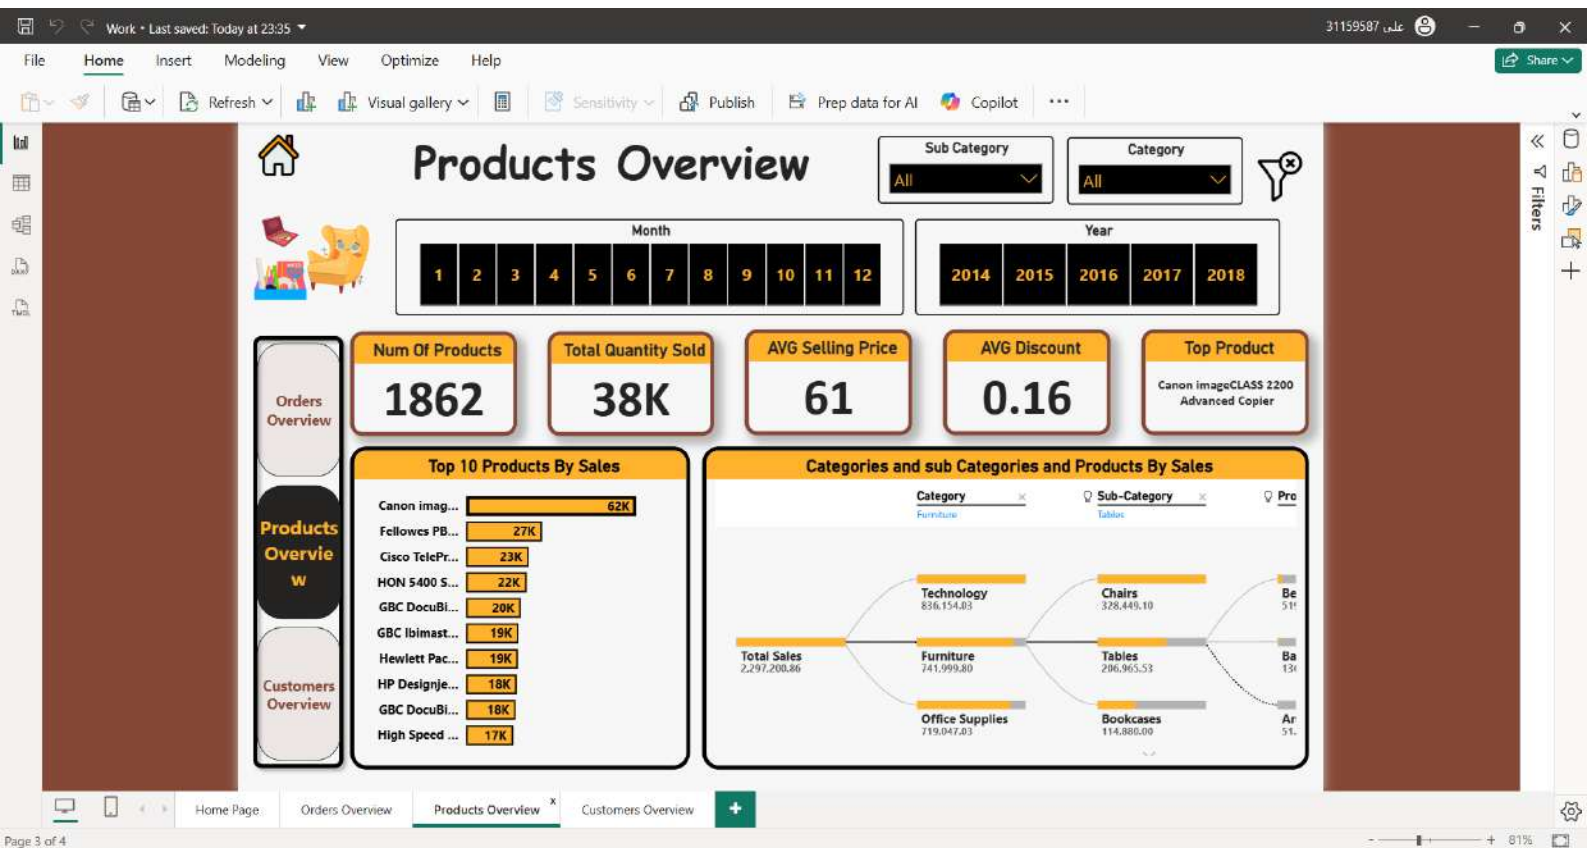 Work • Last saved: Today at 23:35
31159587 علی
File Home Insert Modeling View Optimize Help
Share
Refresh Visual gallery Sensitivity Publish Prep data for AI Copilot
Products Overview
Sub Category
All
Category
All
Filters
Month
1 2 3 4 5 6 7 8 9 10 11 12
Year
2014 2015 2016 2017 2018
Orders
Overview
Products
Overvie
w
Customers
Overview
Num Of Products
1862
Total Quantity Sold
38K
AVG Selling Price
61
AVG Discount
0.16
Top Product
Canon imageCLASS 2200
Advanced Copier
Top 10 Products By Sales
Canon imag... 62K
Fellowes PB... 27K
Cisco TelePr... 23K
HON 5400 S... 22K
GBC DocuBi... 20K
GBC Ibimast... 19K
Hewlett Pac... 19K
HP Designje... 18K
GBC DocuBi... 18K
High Speed ... 17K
Categories and sub Categories and Products By Sales
Category
Furniture
Sub-Category
Tables
Pro
Total Sales
2,297,200.86
Technology
836,154.03
Furniture
741,999.80
Office Supplies
719,047.03
Chairs
328,449.10
Tables
206,965.53
Bookcases
114,880.00
Be
Ba
Ar
51.
Home Page Orders Overview Products Overview x Customers Overview +
Page 3 of 4
- + 81%